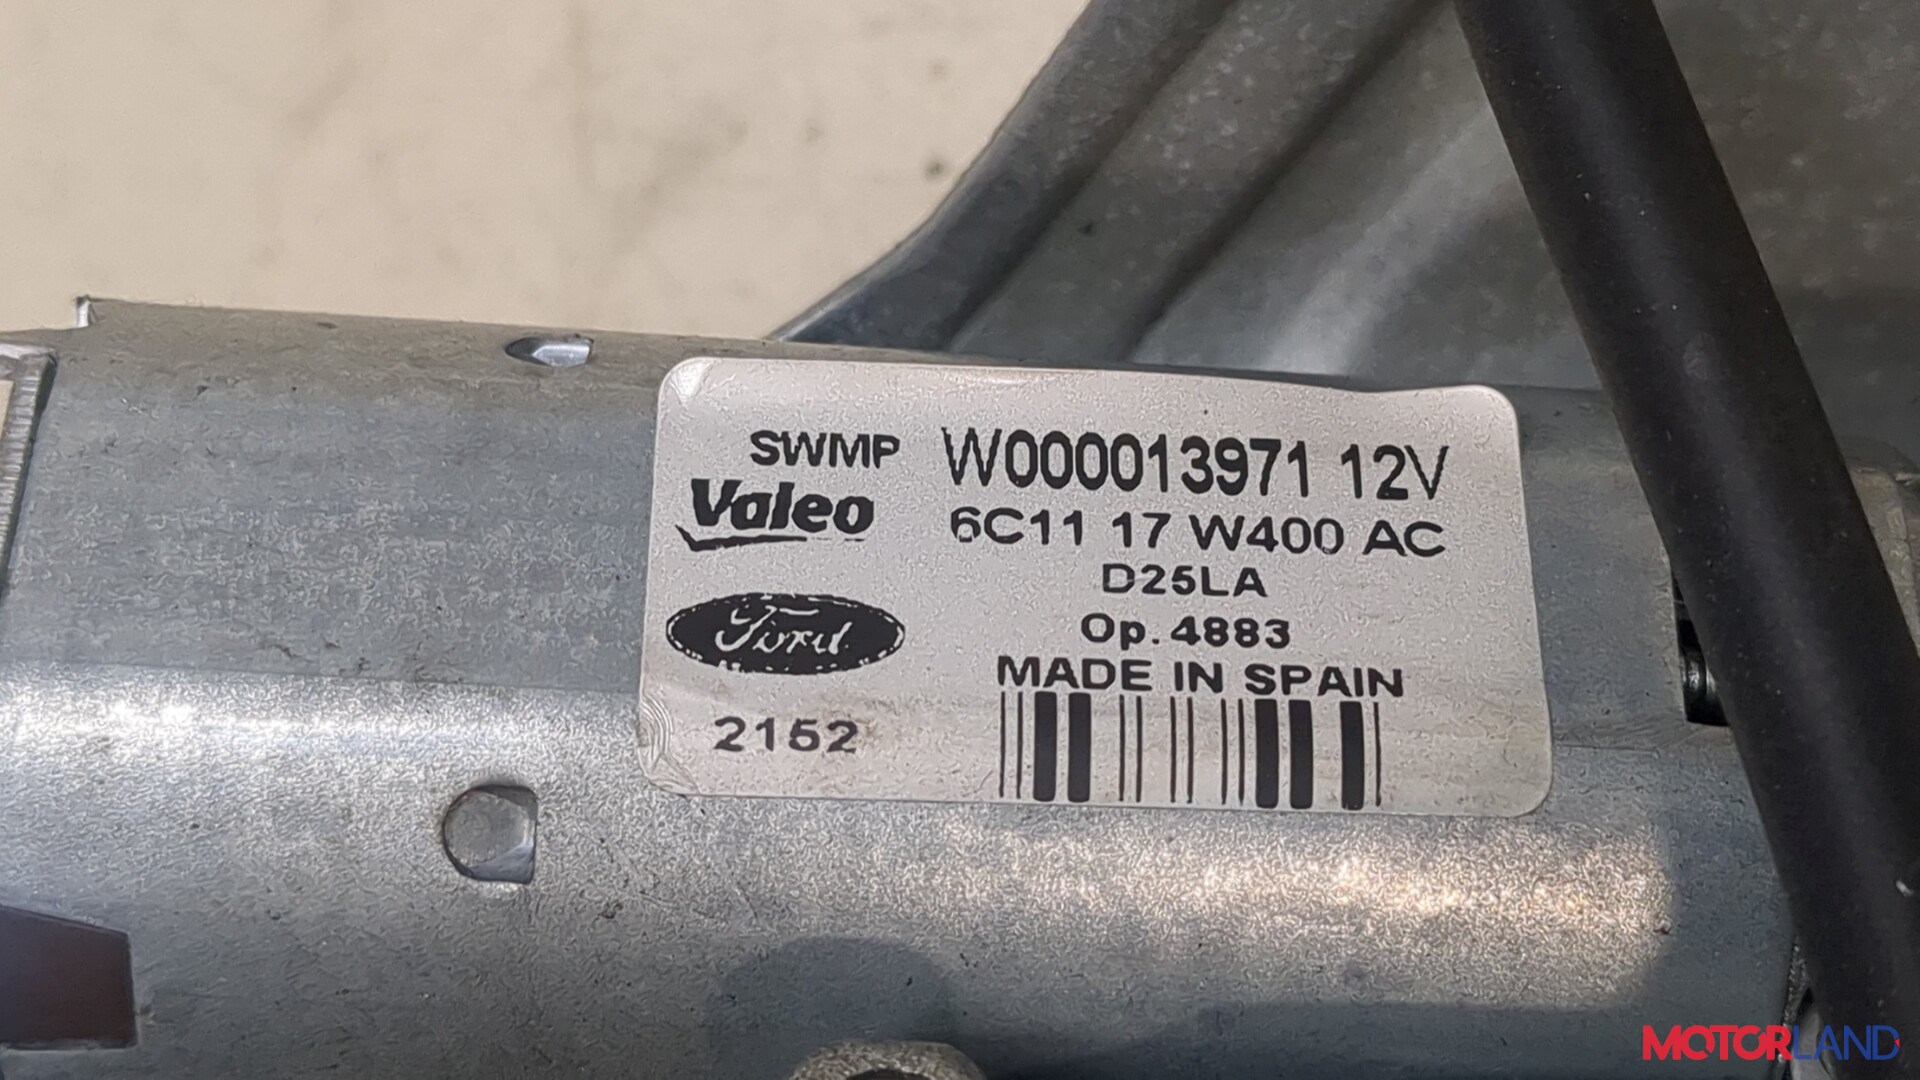 SWMP W000013971 12V
Valeo 6C11 17 W400 AC
D25LA
Ford Op. 4883
MADE IN SPAIN
2152
MOTORLAND